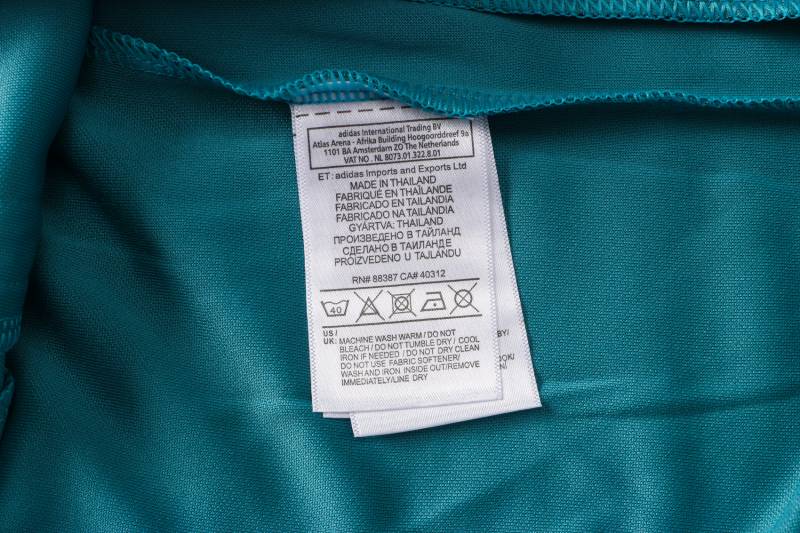 adidas International Trading BV
Atlas Arena - Afrika Building Hoogoorddreef 9a
1101 BA Amsterdam ZO The Netherlands
VAT NO . NL 8073.01.322.8.01
ET: adidas Imports and Exports Ltd
MADE IN THAILAND
FABRIQUÉ EN THAÏLANDE
FABRICADO EN TAILANDIA
FABRICADO NA TAILÂNDIA
GYÁRTVA: THAILAND
ПРОИЗВЕДЕНО В ТАЙЛАНД
СДЕЛАНО В ТАИЛАНДЕ
PROIZVEDENO U TAJLANDU
RN# 88387 CA# 40312
40
US /
UK: MACHINE WASH WARM / DO NOT
BLEACH / DO NOT TUMBLE DRY / COOL
IRON IF NEEDED / DO NOT DRY CLEAN
DO NOT USE FABRIC SOFTENER/
WASH AND IRON INSIDE OUT/REMOVE
IMMEDIATELY/LINE DRY
BY/